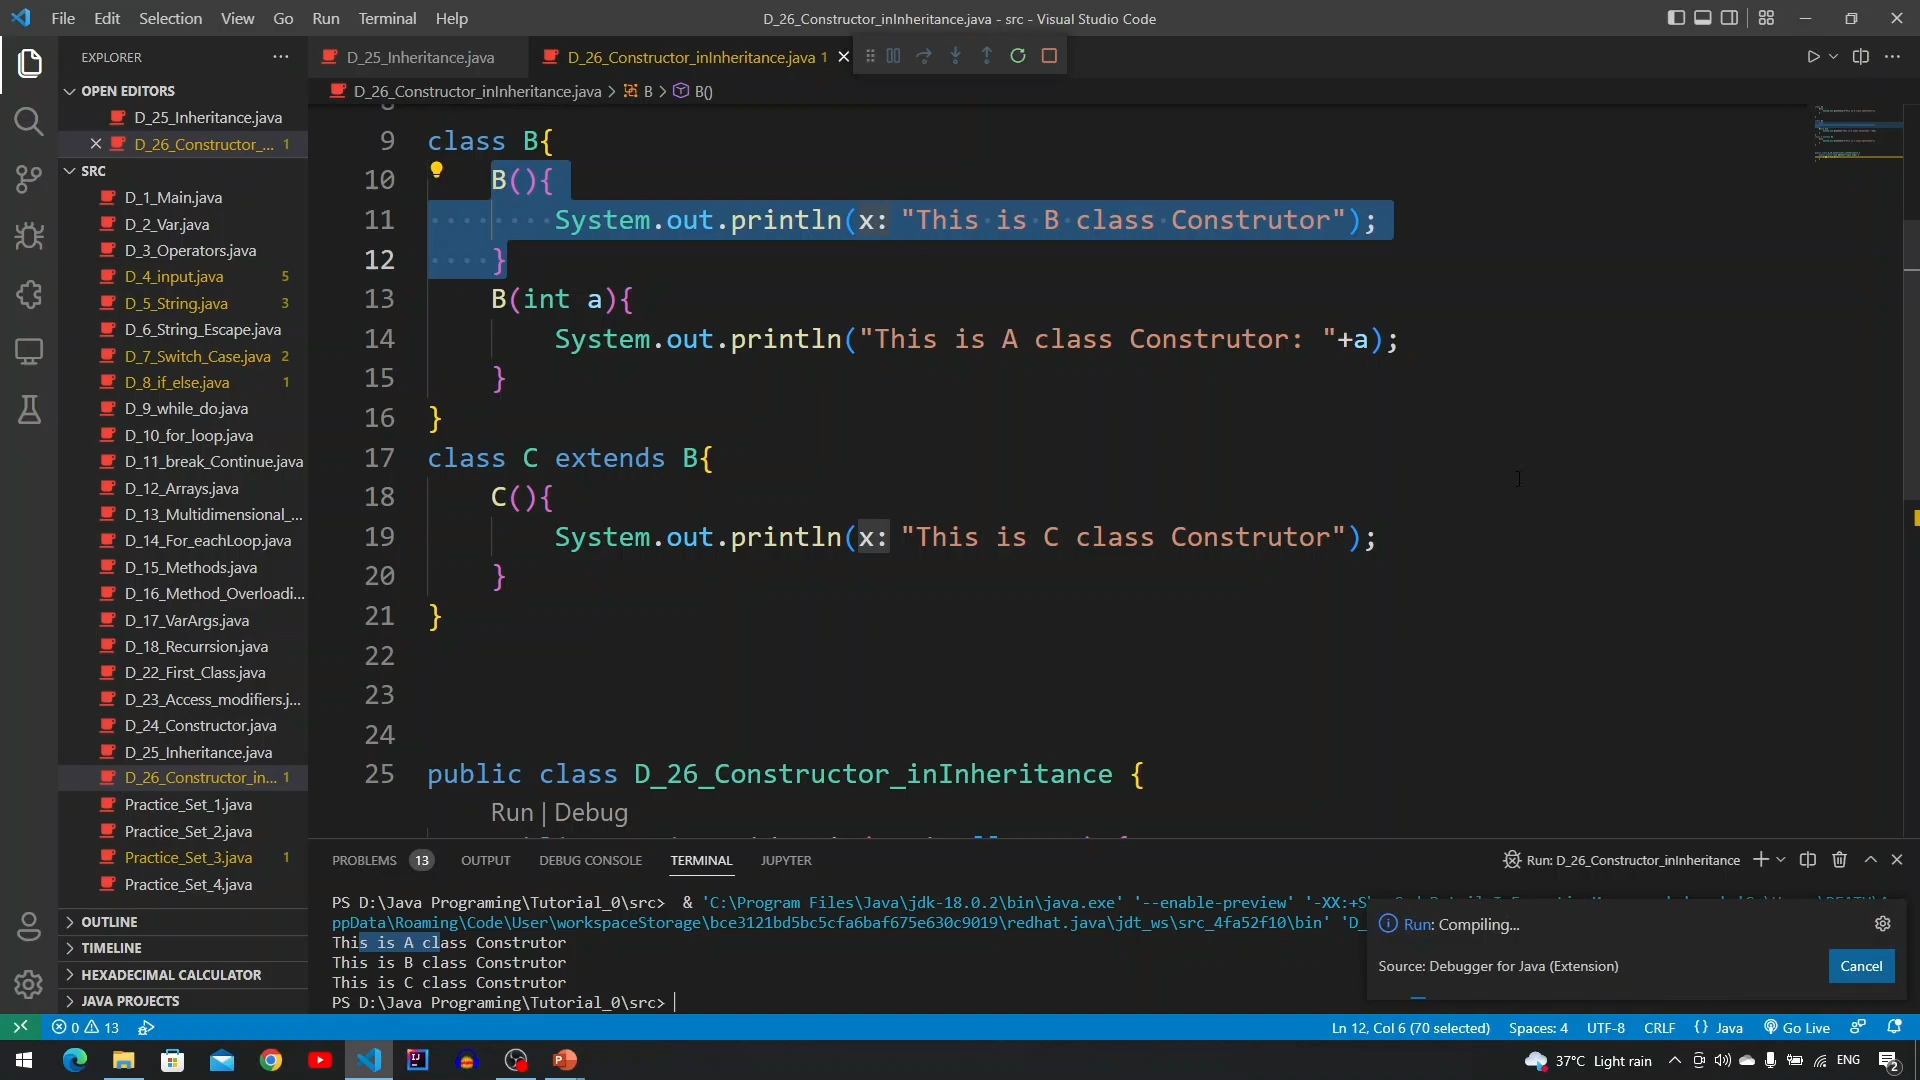 File Edit Selection View Go Run Terminal Help
D_26_Constructor_inInheritance.java - src - Visual Studio Code
EXPLORER
D_25_Inheritance.java
D_26_Constructor_inInheritance.java 1
OPEN EDITORS
D_25_Inheritance.java
D_26_Constructor_... 1
SRC
D_1_Main.java
D_2_Var.java
D_3_Operators.java
D_4_input.java 5
D_5_String.java 3
D_6_String_Escape.java
D_7_Switch_Case.java 2
D_8_if_else.java 1
D_9_while_do.java
D_10_for_loop.java
D_11_break_Continue.java
D_12_Arrays.java
D_13_Multidimensional_...
D_14_For_eachLoop.java
D_15_Methods.java
D_16_Method_Overloadi...
D_17_VarArgs.java
D_18_Recurrsion.java
D_22_First_Class.java
D_23_Access_modifiers.j...
D_24_Constructor.java
D_25_Inheritance.java
D_26_Constructor_in... 1
Practice_Set_1.java
Practice_Set_2.java
Practice_Set_3.java 1
Practice_Set_4.java
OUTLINE
TIMELINE
HEXADECIMAL CALCULATOR
JAVA PROJECTS
D_26_Constructor_inInheritance.java > B > B()
9 class B{
10 B(){
11 System.out.println(x: "This is B class Construtor");
12 }
13 B(int a){
14 System.out.println("This is A class Construtor: "+a);
15 }
16 }
17 class C extends B{
18 C(){
19 System.out.println(x: "This is C class Construtor");
20 }
21 }
22
23
24
25 public class D_26_Constructor_inInheritance {
Run | Debug
PROBLEMS 13 OUTPUT DEBUG CONSOLE TERMINAL JUPYTER
Run: D_26_Constructor_inInheritance
PS D:\Java Programing\Tutorial_0\src> & 'C:\Program Files\Java\jdk-18.0.2\bin\java.exe' '--enable-preview'
ppData\Roaming\Code\User\workspaceStorage\bce3121bd5bc5cfa6baf675e630c9019\redhat.java\jdt_ws\src_4fa52f10\bin' 'D_
This is A class Construtor
This is B class Construtor
This is C class Construtor
PS D:\Java Programing\Tutorial_0\src>
Run: Compiling...
Source: Debugger for Java (Extension)
Cancel
0 13
Ln 12, Col 6 (70 selected) Spaces: 4 UTF-8 CRLF {} Java Go Live
37°C Light rain ENG 2